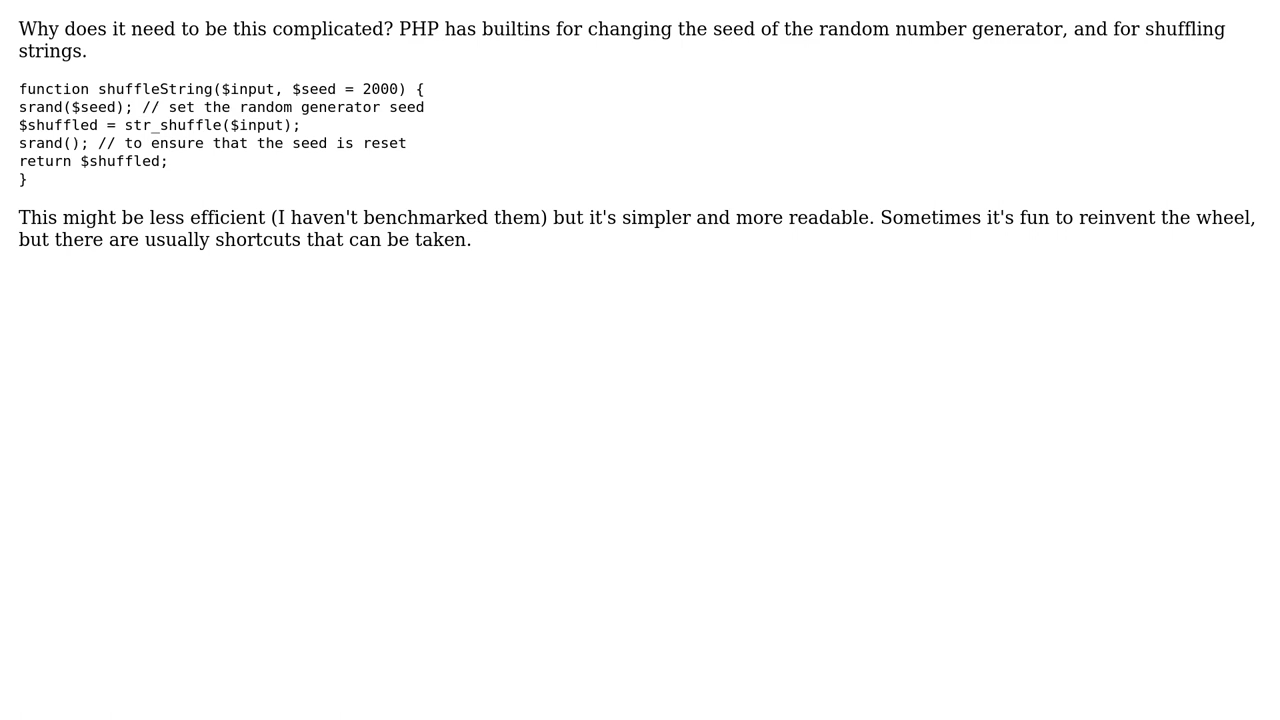 Why does it need to be this complicated? PHP has builtins for changing the seed of the random number generator, and for shuffling
strings.
function shuffleString($input, $seed = 2000) {
srand($seed); // set the random generator seed
$shuffled = str_shuffle($input);
srand(); // to ensure that the seed is reset
return $shuffled;
}
This might be less efficient (I haven't benchmarked them) but it's simpler and more readable. Sometimes it's fun to reinvent the wheel,
but there are usually shortcuts that can be taken.